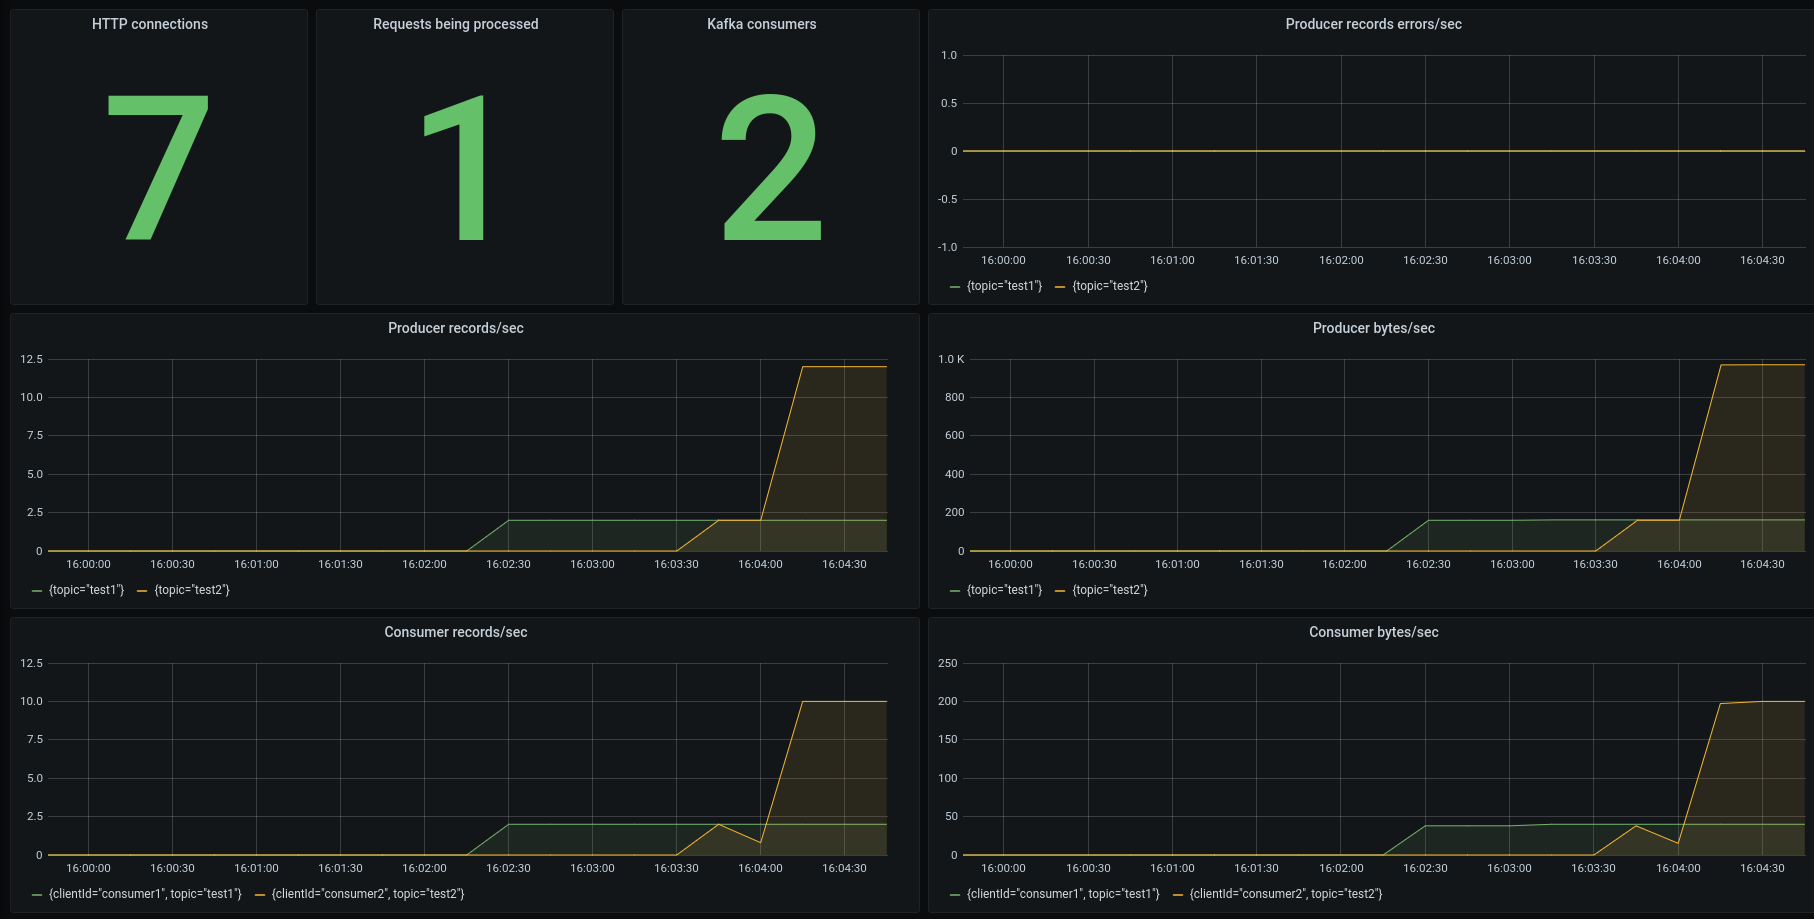 HTTP connections
7
Requests being processed
1
Kafka consumers
2
Producer records errors/sec
1.0
0.5
0
-0.5
-1.0
16:00:00 16:00:30 16:01:00 16:01:30 16:02:00 16:02:30 16:03:00 16:03:30 16:04:00 16:04:30
{topic="test1"} {topic="test2"}
Producer records/sec
12.5
10.0
7.5
5.0
2.5
0
16:00:00 16:00:30 16:01:00 16:01:30 16:02:00 16:02:30 16:03:00 16:03:30 16:04:00 16:04:30
{topic="test1"} {topic="test2"}
Producer bytes/sec
1.0 K
800
600
400
200
0
16:00:00 16:00:30 16:01:00 16:01:30 16:02:00 16:02:30 16:03:00 16:03:30 16:04:00 16:04:30
{topic="test1"} {topic="test2"}
Consumer records/sec
12.5
10.0
7.5
5.0
2.5
0
16:00:00 16:00:30 16:01:00 16:01:30 16:02:00 16:02:30 16:03:00 16:03:30 16:04:00 16:04:30
{clientId="consumer1", topic="test1"} {clientId="consumer2", topic="test2"}
Consumer bytes/sec
250
200
150
100
50
0
16:00:00 16:00:30 16:01:00 16:01:30 16:02:00 16:02:30 16:03:00 16:03:30 16:04:00 16:04:30
{clientId="consumer1", topic="test1"} {clientId="consumer2", topic="test2"}